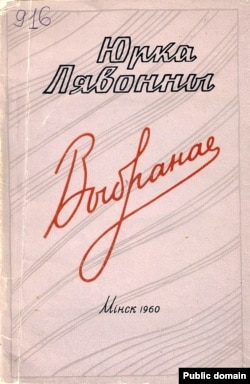 916
Юрка
Лявонны
Выбранае
Мінск 1960
Public domain